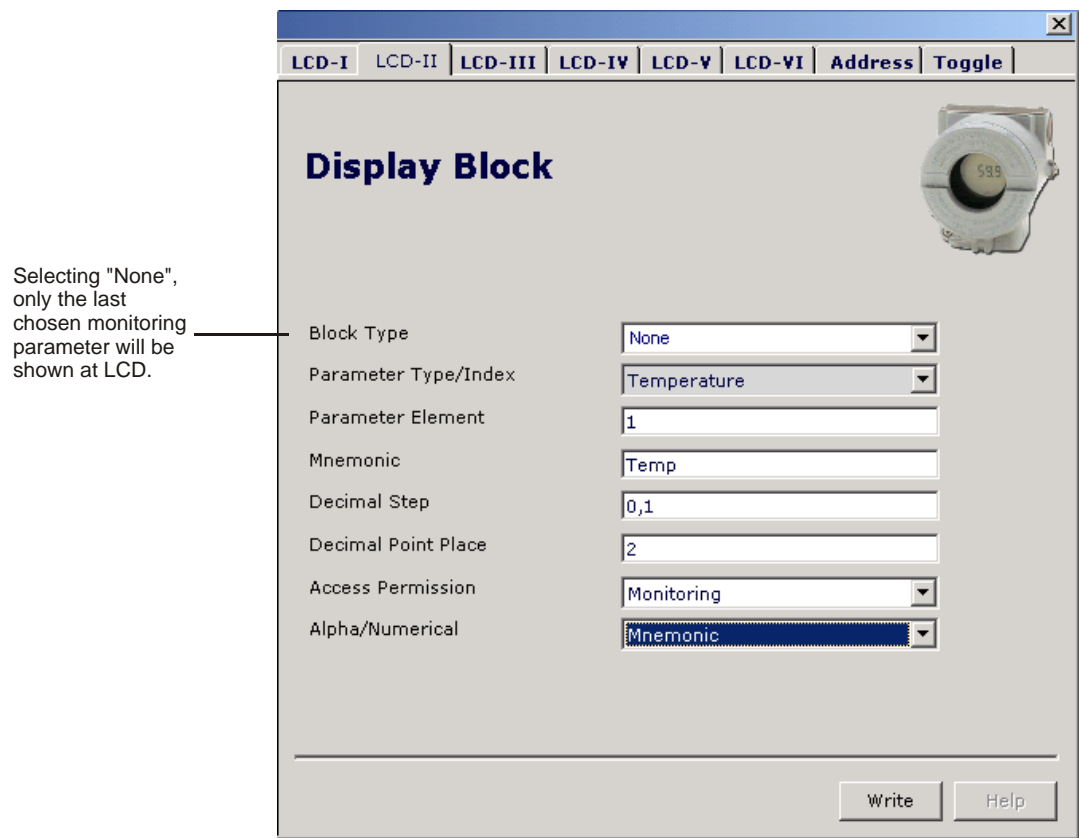 LCD-I LCD-II LCD-III LCD-IV LCD-V LCD-VI Address Toggle
Display Block
59.9
Selecting "None",
only the last
chosen monitoring
parameter will be
shown at LCD.
Block Type None
Parameter Type/Index Temperature
Parameter Element 1
Mnemonic Temp
Decimal Step 0,1
Decimal Point Place 2
Access Permission Monitoring
Alpha/Numerical Mnemonic
Write Help